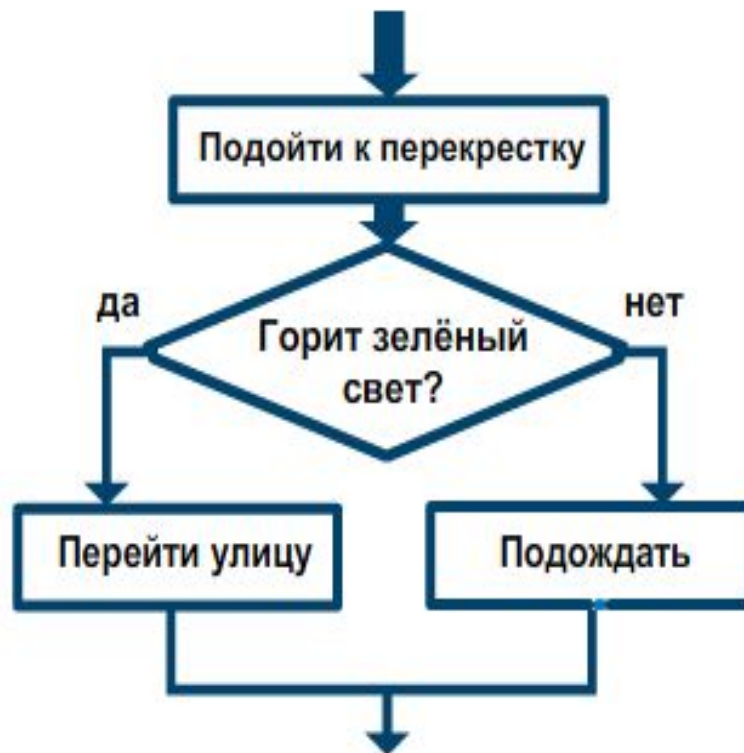 Подойти к перекрестку
да
нет
Горит зелёный
свет?
Перейти улицу
Подождать